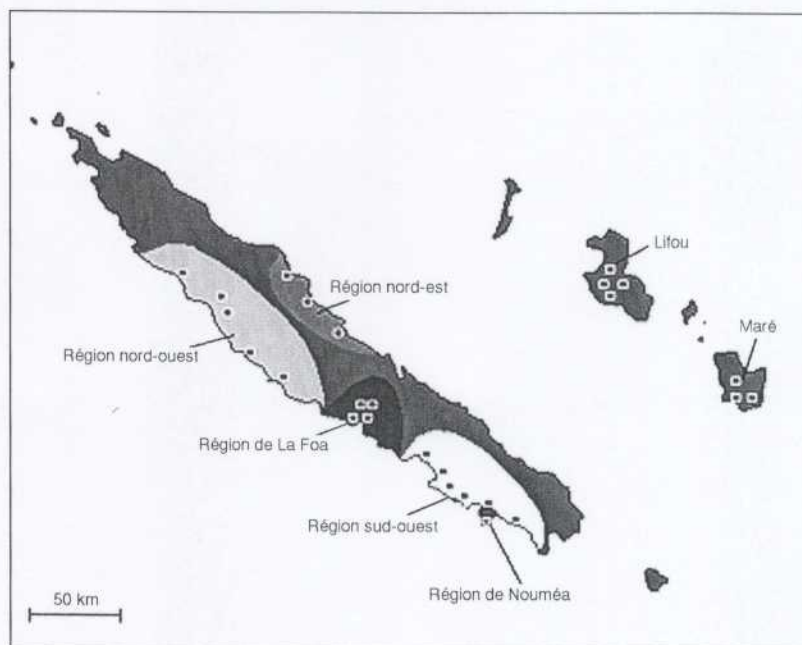 Lifou
Région nord-est
Maré
Région nord-ouest
Région de La Foa
Région sud-ouest
Région de Nouméa
50 km